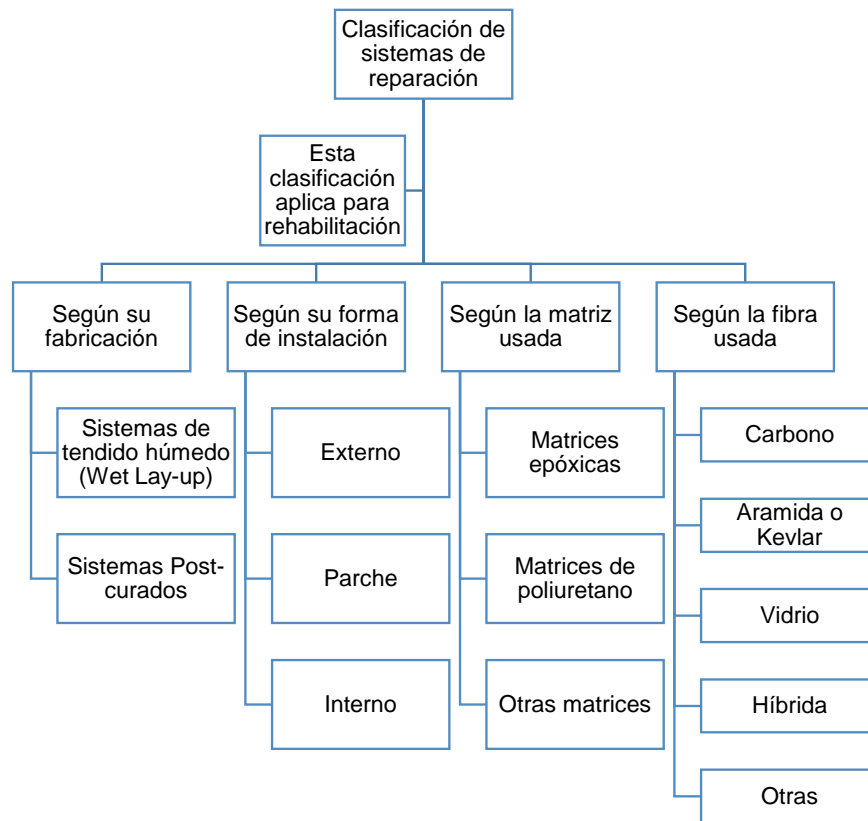 Clasificación de
sistemas de
reparación
Esta
clasificación
aplica para
rehabilitación
Según su
fabricación
Sistemas de
tendido húmedo
(Wet Lay-up)
Sistemas Post-
curados
Según su forma
de instalación
Externo
Parche
Interno
Según la matriz
usada
Matrices
epóxicas
Matrices de
poliuretano
Otras matrices
Según la fibra
usada
Carbono
Aramida o
Kevlar
Vidrio
Híbrida
Otras